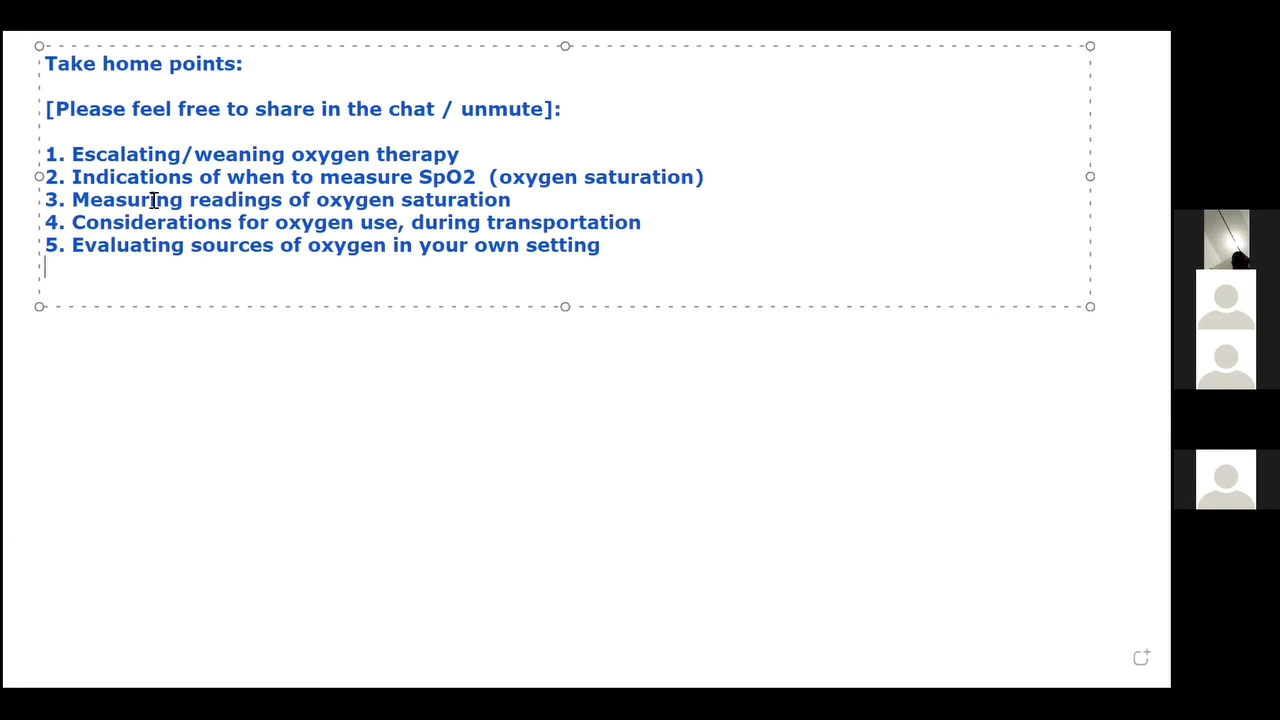 Take home points:
[Please feel free to share in the chat / unmute]:
1. Escalating/weaning oxygen therapy
2. Indications of when to measure SpO2  (oxygen saturation)
3. Measuring readings of oxygen saturation
4. Considerations for oxygen use, during transportation
5. Evaluating sources of oxygen in your own setting